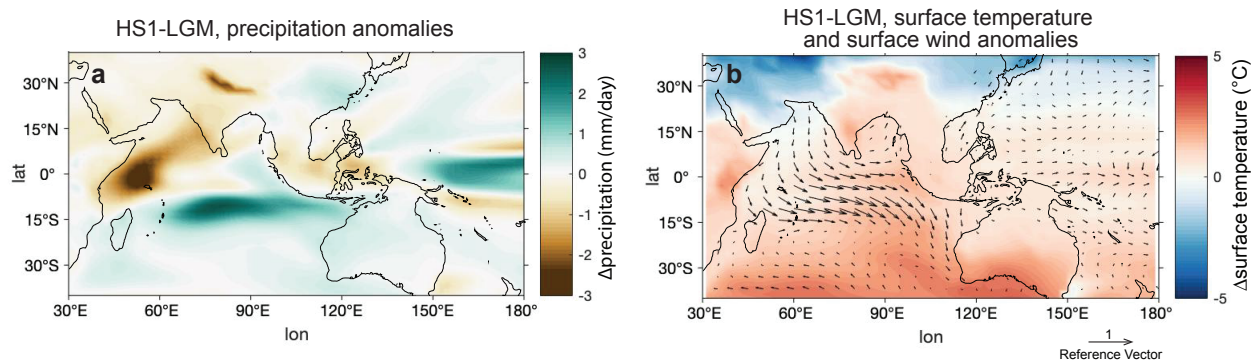 HS1-LGM, precipitation anomalies
a
30°N
15°N
0°
15°S
30°S
lat
30°E
60°E
90°E
120°E
150°E
180°
lon
3
2
1
0
-1
-2
-3
Δprecipitation (mm/day)
HS1-LGM, surface temperature
and surface wind anomalies
b
30°N
15°N
0°
15°S
30°S
lat
30°E
60°E
90°E
120°E
150°E
180°
lon
5
0
-5
Δsurface temperature (°C)
1
Reference Vector